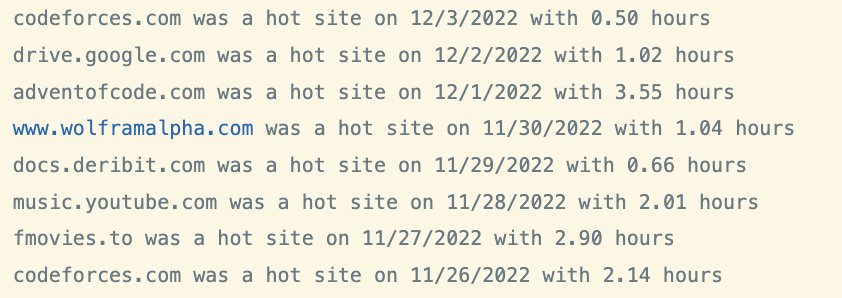 codeforces.com was a hot site on 12/3/2022 with 0.50 hours
drive.google.com was a hot site on 12/2/2022 with 1.02 hours
adventofcode.com was a hot site on 12/1/2022 with 3.55 hours
www.wolframalpha.com was a hot site on 11/30/2022 with 1.04 hours
docs.deribit.com was a hot site on 11/29/2022 with 0.66 hours
music.youtube.com was a hot site on 11/28/2022 with 2.01 hours
fmovies.to was a hot site on 11/27/2022 with 2.90 hours
codeforces.com was a hot site on 11/26/2022 with 2.14 hours